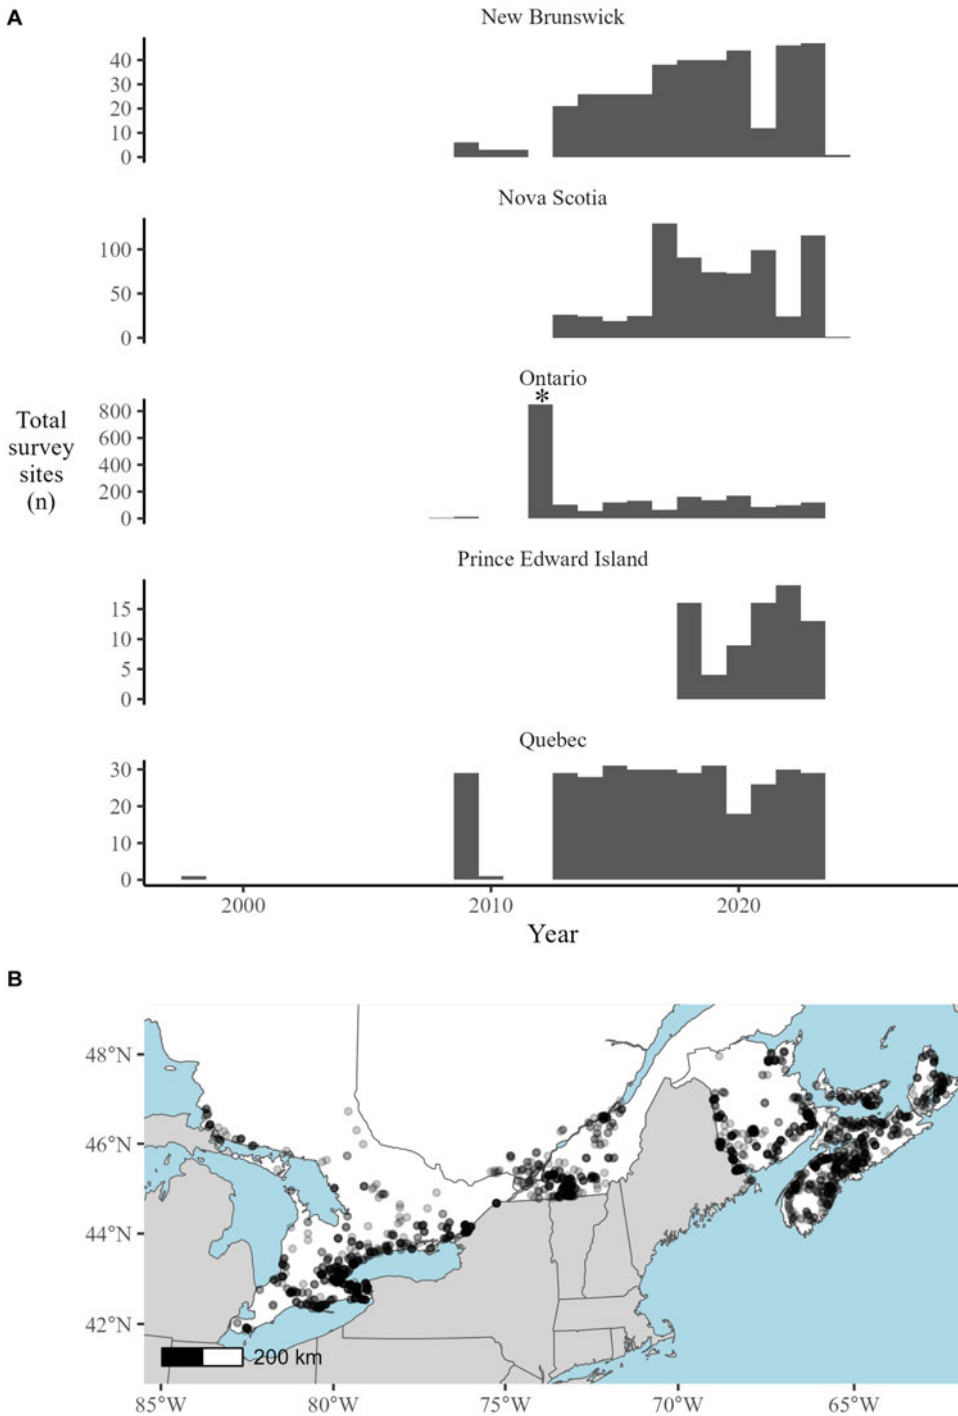 A
New Brunswick
40
30
20
10
0
Nova Scotia
100
50
0
Ontario
*
Total
survey
sites
(n)
800
600
400
200
0
Prince Edward Island
15
10
5
0
Quebec
30
20
10
0
2000 2010 2020
Year
B
48°N
46°N
44°N
42°N
200 km
85°W 80°W 75°W 70°W 65°W